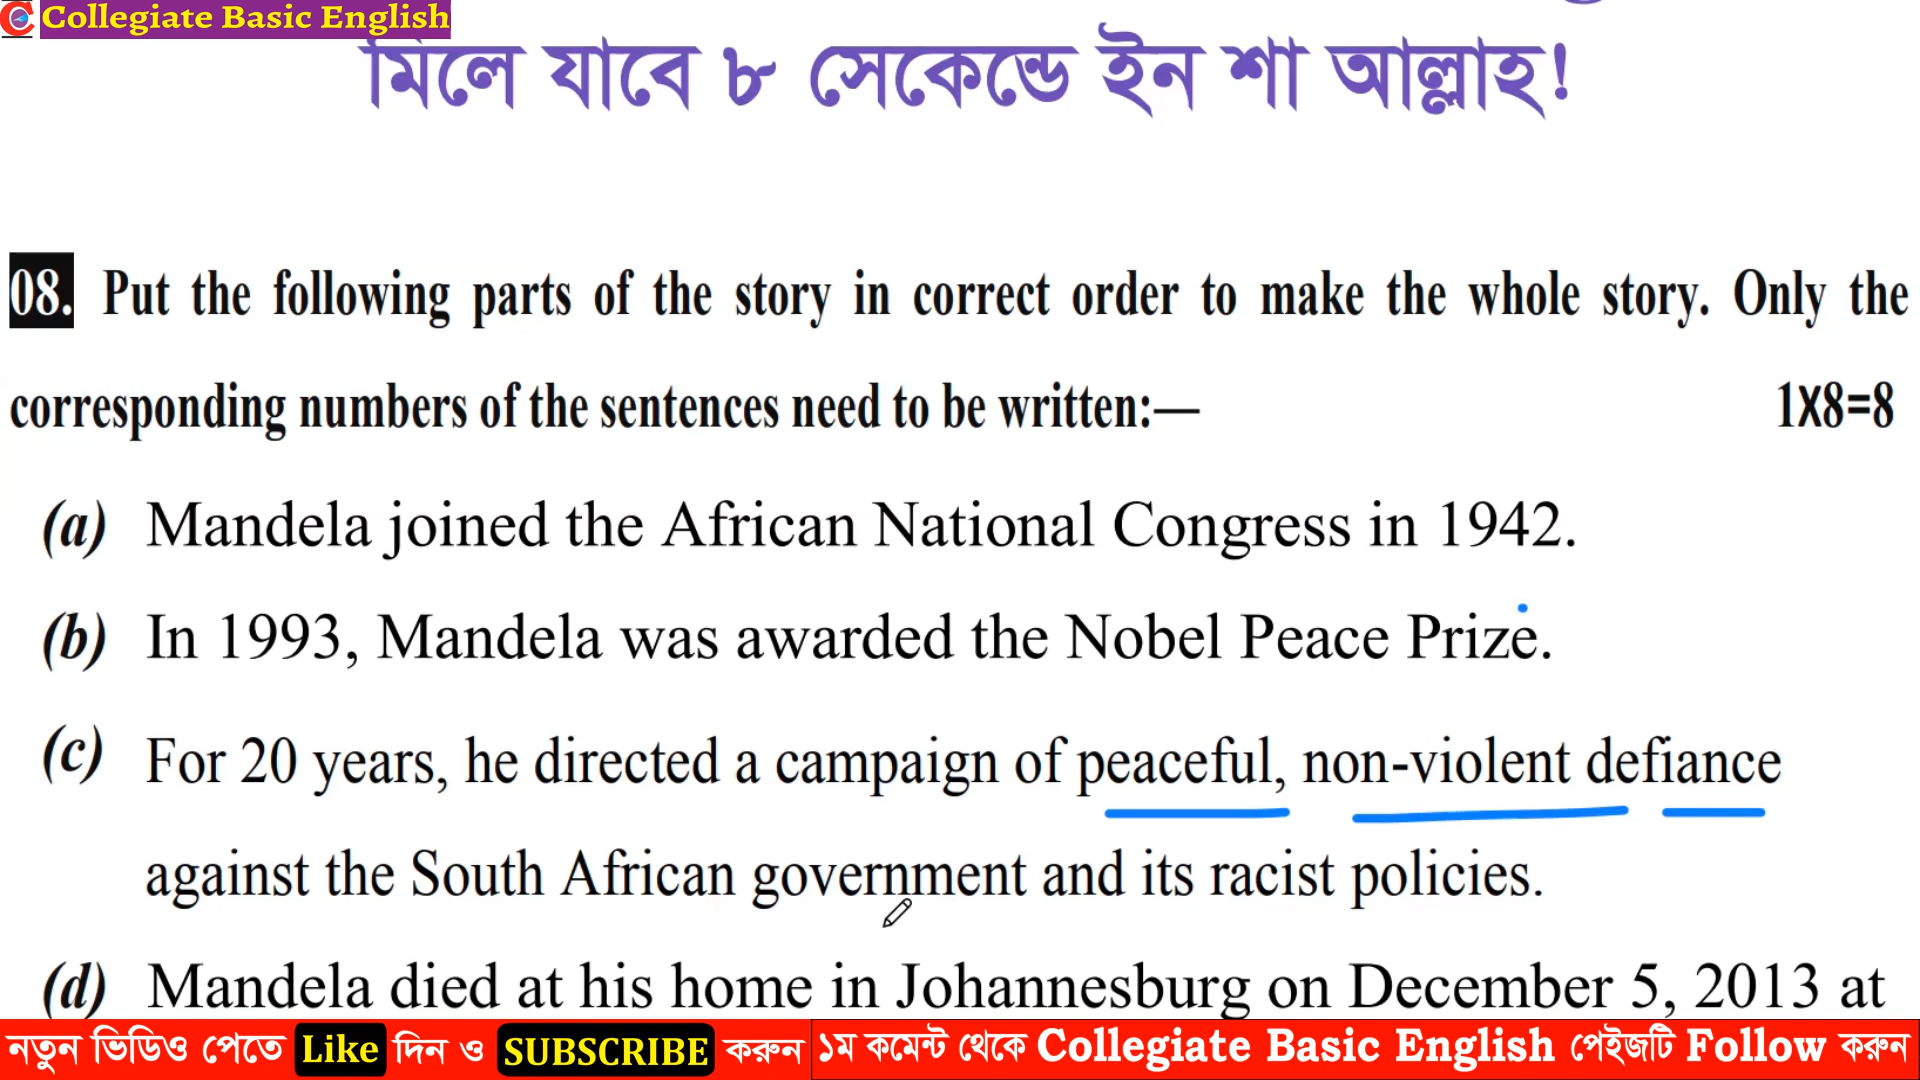 Collegiate Basic English
মিলে যাবে ৮ সেকেন্ডে ইন শা আল্লাহ!
08. Put the following parts of the story in correct order to make the whole story. Only the
corresponding numbers of the sentences need to be written:— 1X8=8
(a) Mandela joined the African National Congress in 1942.
(b) In 1993, Mandela was awarded the Nobel Peace Prize.
(c) For 20 years, he directed a campaign of peaceful, non-violent defiance
against the South African government and its racist policies.
(d) Mandela died at his home in Johannesburg on December 5, 2013 at
নতুন ভিডিও পেতে Like দিন ও SUBSCRIBE করুন ১ম কমেন্ট থেকে Collegiate Basic English পেইজটি Follow করুন